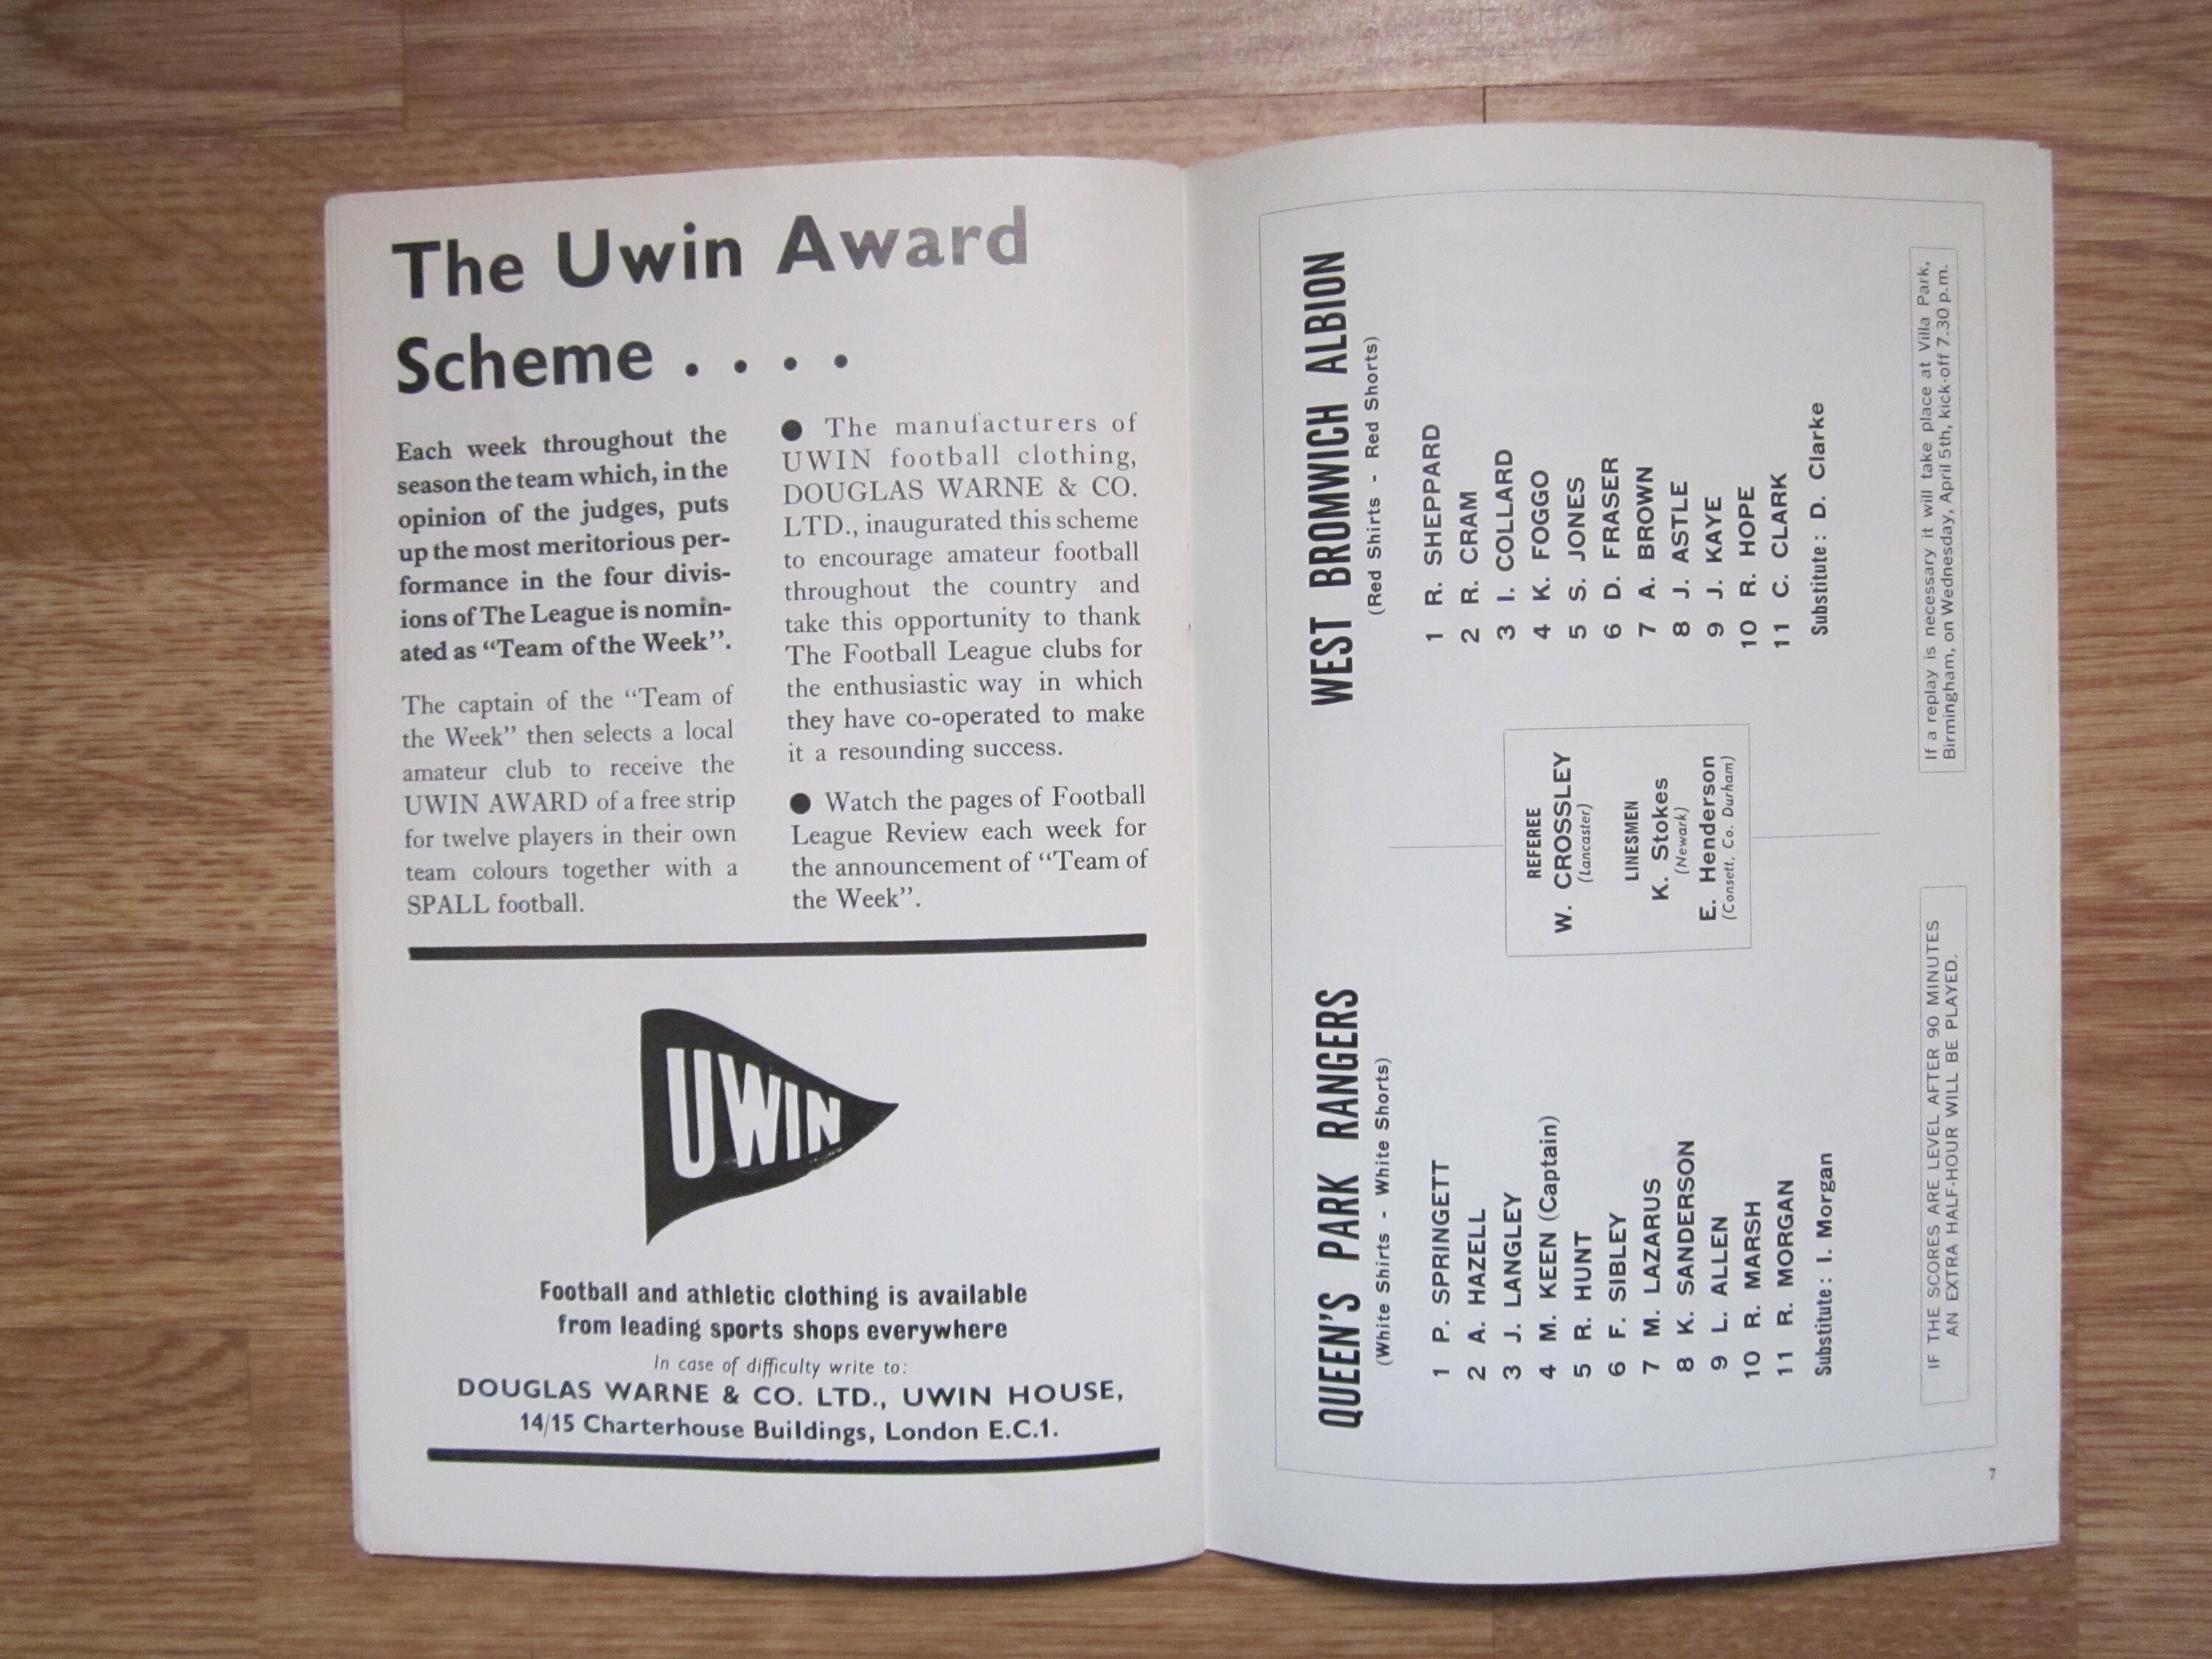 The Uwin Award
Scheme . . . .
Each week throughout the
season the team which, in the
opinion of the judges, puts
up the most meritorious per-
formance in the four divis-
ions of The League is nomin-
ated as “Team of the Week”.
The captain of the “Team of
the Week” then selects a local
amateur club to receive the
UWIN AWARD of a free strip
for twelve players in their own
team colours together with a
SPALL football.
● The manufacturers of
UWIN football clothing,
DOUGLAS WARNE & CO.
LTD., inaugurated this scheme
to encourage amateur football
throughout the country and
take this opportunity to thank
The Football League clubs for
the enthusiastic way in which
they have co-operated to make
it a resounding success.
● Watch the pages of Football
League Review each week for
the announcement of “Team of
the Week”.
UWIN
Football and athletic clothing is available
from leading sports shops everywhere
In case of difficulty write to:
DOUGLAS WARNE & CO. LTD., UWIN HOUSE,
14/15 Charterhouse Buildings, London E.C.1.
QUEEN'S PARK RANGERS
(White Shirts - White Shorts)
1 P. SPRINGETT
2 A. HAZELL
3 J. LANGLEY
4 M. KEEN (Captain)
5 R. HUNT
6 F. SIBLEY
7 M. LAZARUS
8 K. SANDERSON
9 L. ALLEN
10 R. MARSH
11 R. MORGAN
Substitute: I. Morgan
REFEREE
W. CROSSLEY
(Lancaster)
LINESMEN
K. Stokes
(Newark)
E. Henderson
(Consett, Co. Durham)
WEST BROMWICH ALBION
(Red Shirts - Red Shorts)
1 R. SHEPPARD
2 R. CRAM
3 I. COLLARD
4 K. FOGGO
5 S. JONES
6 D. FRASER
7 A. BROWN
8 J. ASTLE
9 J. KAYE
10 R. HOPE
11 C. CLARK
Substitute: D. Clarke
IF THE SCORES ARE LEVEL AFTER 90 MINUTES
AN EXTRA HALF-HOUR WILL BE PLAYED.
If a replay is necessary it will take place at Villa Park,
Birmingham, on Wednesday, April 5th, kick-off 7.30 p.m.
7